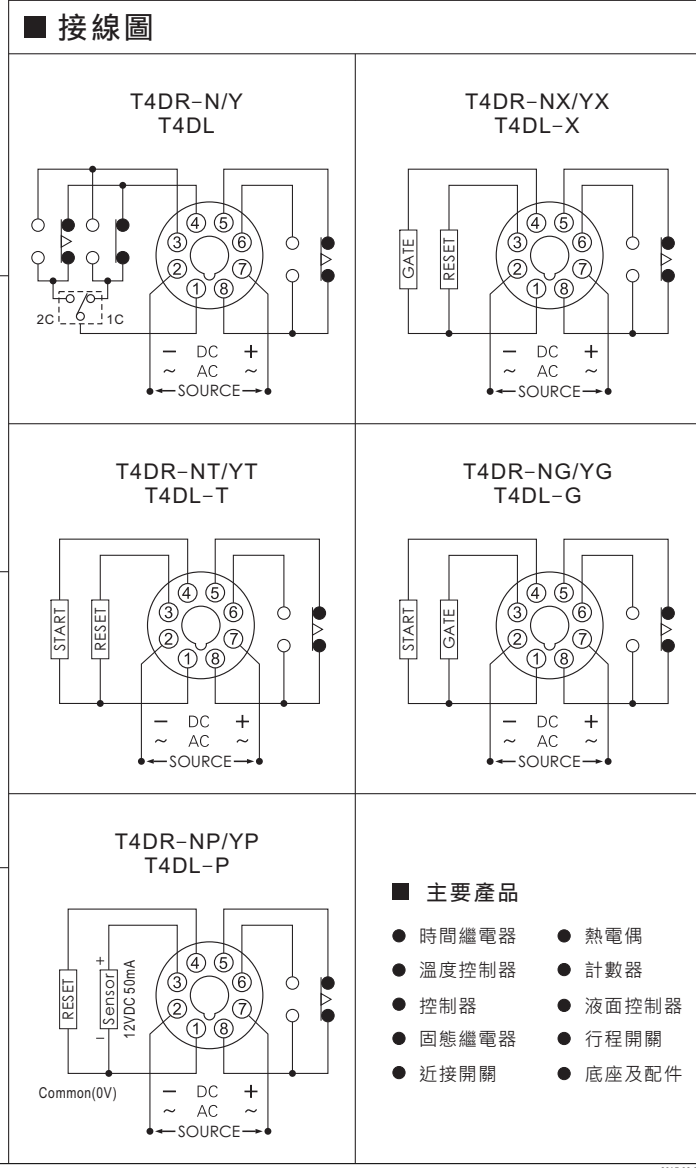 ■ 接線圖
T4DR-N/Y
T4DL
④ ⑤
③ ⑥
② ⑦
① ⑧
2C 1C
− DC +
~ AC ~
SOURCE
T4DR-NX/YX
T4DL-X
GATE
RESET
④ ⑤
③ ⑥
② ⑦
① ⑧
− DC +
~ AC ~
SOURCE
T4DR-NT/YT
T4DL-T
START
RESET
④ ⑤
③ ⑥
② ⑦
① ⑧
− DC +
~ AC ~
SOURCE
T4DR-NG/YG
T4DL-G
START
GATE
④ ⑤
③ ⑥
② ⑦
① ⑧
− DC +
~ AC ~
SOURCE
T4DR-NP/YP
T4DL-P
RESET
− Sensor +
12VDC 50mA
④ ⑤
③ ⑥
② ⑦
① ⑧
Common(0V)
− DC +
~ AC ~
SOURCE
■ 主要產品
● 時間繼電器 ● 熱電偶
● 溫度控制器 ● 計數器
● 控制器 ● 液面控制器
● 固態繼電器 ● 行程開關
● 近接開關 ● 底座及配件